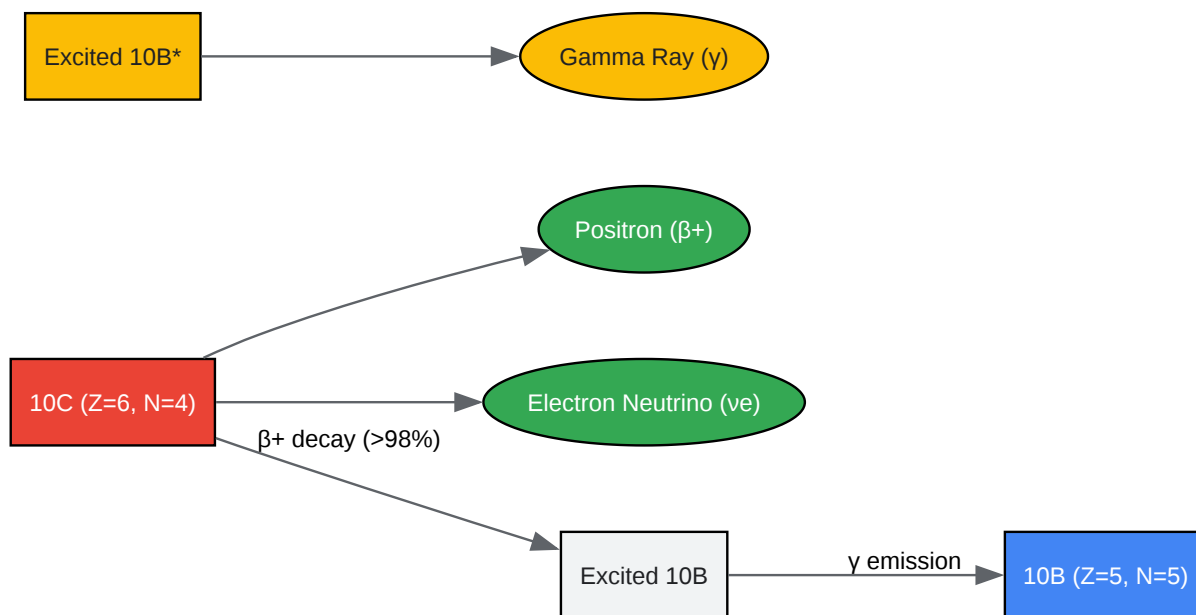 Excited 10B*
Gamma Ray (γ)
Positron (β+)
10C (Z=6, N=4)
Electron Neutrino (νe)
β+ decay (>98%)
Excited 10B
γ emission
10B (Z=5, N=5)